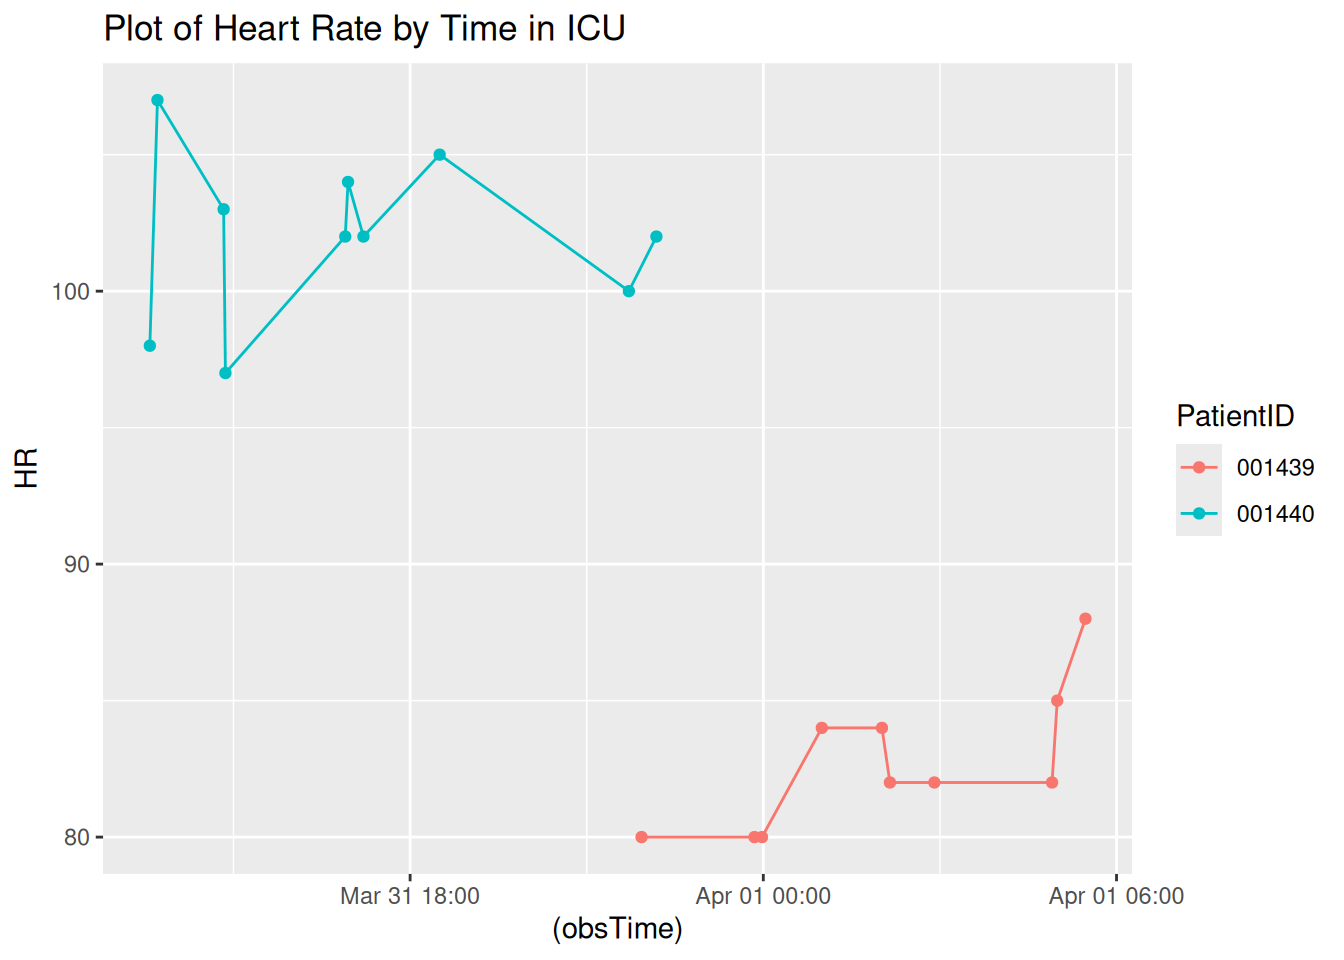 Plot of Heart Rate by Time in ICU
HR
100
90
80
Mar 31 18:00 Apr 01 00:00 Apr 01 06:00
(obsTime)
PatientID
001439
001440